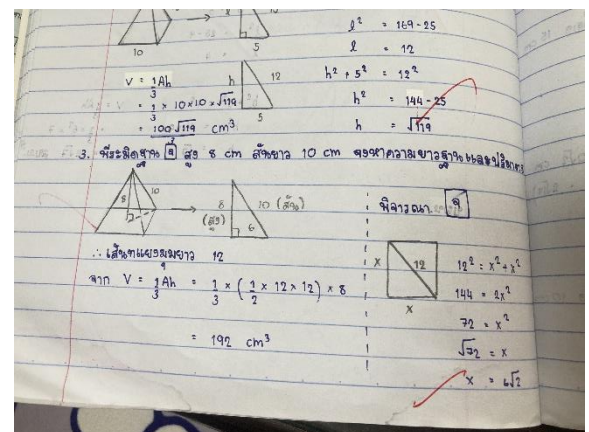 10
5
l² = 169 - 25
l = 12
h 12
5
h² + 5² = 12²
V = 1/3 Ah
h² = 144 - 25
= 1/3 × 10 × 10 × √119
h = √119
= 100√119/3 cm³
3. พีระมิดฐาน จ สูง 8 cm สันยาว 10 cm จงหาความยาวฐานและปริมาตร
8 10
8 (สูง) 10 (สัน)
6
พิจารณา จ
∴ เส้นทแยงมุมยาว 12
x 12
x
12² = x² + x²
จาก V = 1/3 Ah = 1/3 × (1/2 × 12 × 12) × 8
144 = 2x²
72 = x²
= 192 cm³
√72 = x
x = 6√2